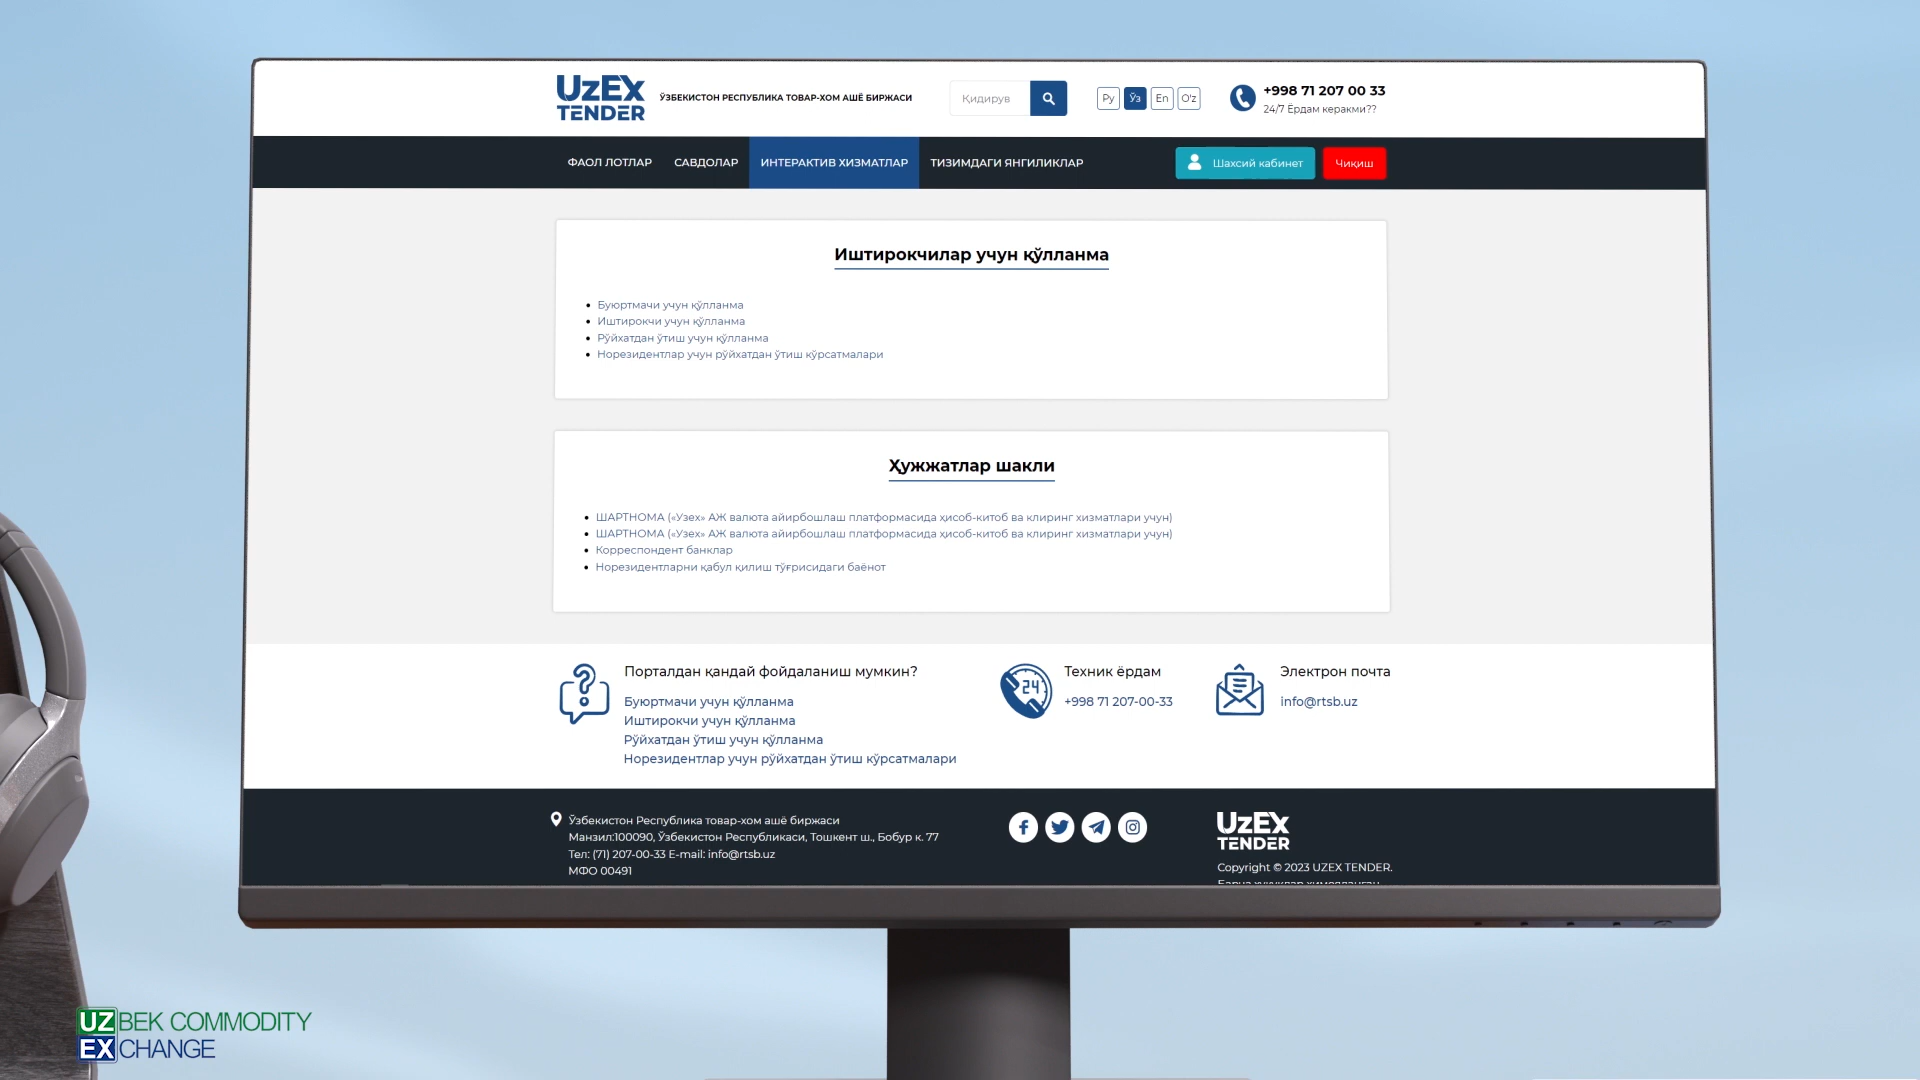 UZEX
TENDER
ЎЗБЕКИСТОН РЕСПУБЛИКА ТОВАР-ХОМ АШЁ БИРЖАСИ
Қидирув
Ру
Ўз
En
O'z
+998 71 207 00 33
24/7 Ёрдам керакми??
ФАОЛ ЛОТЛАР
САВДОЛАР
ИНТЕРАКТИВ ХИЗМАТЛАР
ТИЗИМДАГИ ЯНГИЛИКЛАР
Шахсий кабинет
Чиқиш
Иштирокчилар учун қўлланма
Буюртмачи учун қўлланма
Иштирокчи учун қўлланма
Рўйхатдан ўтиш учун қўлланма
Норезидентлар учун рўйхатдан ўтиш кўрсатмалари
Ҳужжатлар шакли
ШАРТНОМА («Узех» АЖ валюта айирбошлаш платформасида ҳисоб-китоб ва клиринг хизматлари учун)
ШАРТНОМА («Узех» АЖ валюта айирбошлаш платформасида ҳисоб-китоб ва клиринг хизматлари учун)
Корреспондент банклар
Норезидентларни қабул қилиш тўғрисидаги баёнот
Порталдан қандай фойдаланиш мумкин?
Буюртмачи учун қўлланма
Иштирокчи учун қўлланма
Рўйхатдан ўтиш учун қўлланма
Норезидентлар учун рўйхатдан ўтиш кўрсатмалари
24
Техник ёрдам
+998 71 207-00-33
Электрон почта
info@rtsb.uz
Ўзбекистон Республика товар-хом ашё биржаси
Манзил:100090, Ўзбекистон Республикаси, Тошкент ш., Бобур к. 77
Тел: (71) 207-00-33 E-mail: info@rtsb.uz
МФО 00491
UZEX
TENDER
Copyright © 2023 UZEX TENDER.
UZBEK COMMODITY
EXCHANGE